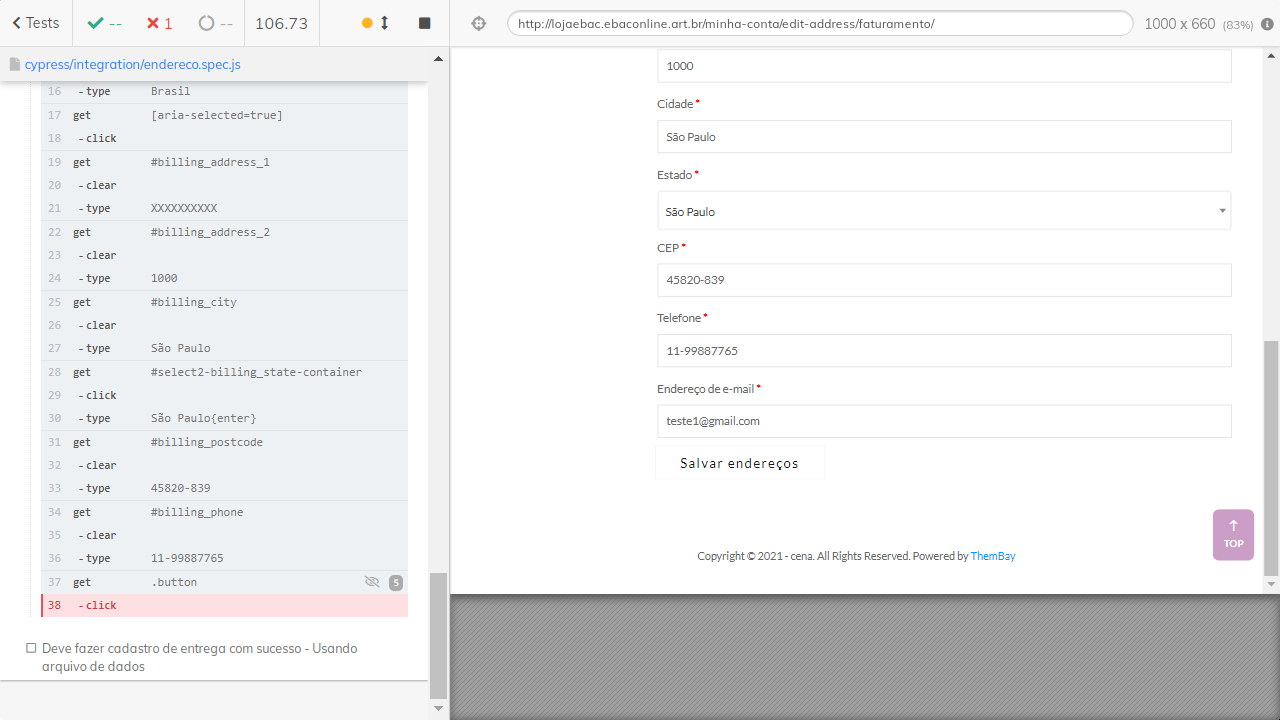 Tests
--
1
--
106.73
http://lojaebac.ebaconline.art.br/minha-conta/edit-address/faturamento/
1000 x 660 (83%)
cypress/integration/endereco.spec.js
16 -type Brasil
17 get [aria-selected=true]
18 -click
19 get #billing_address_1
20 -clear
21 -type XXXXXXXXXX
22 get #billing_address_2
23 -clear
24 -type 1000
25 get #billing_city
26 -clear
27 -type São Paulo
28 get #select2-billing_state-container
29 -click
30 -type São Paulo{enter}
31 get #billing_postcode
32 -clear
33 -type 45820-839
34 get #billing_phone
35 -clear
36 -type 11-99887765
37 get .button 5
38 -click
Deve fazer cadastro de entrega com sucesso - Usando
arquivo de dados
1000
Cidade *
São Paulo
Estado *
São Paulo
CEP *
45820-839
Telefone *
11-99887765
Endereço de e-mail *
teste1@gmail.com
Salvar endereços
TOP
Copyright © 2021 - cena. All Rights Reserved. Powered by ThemBay